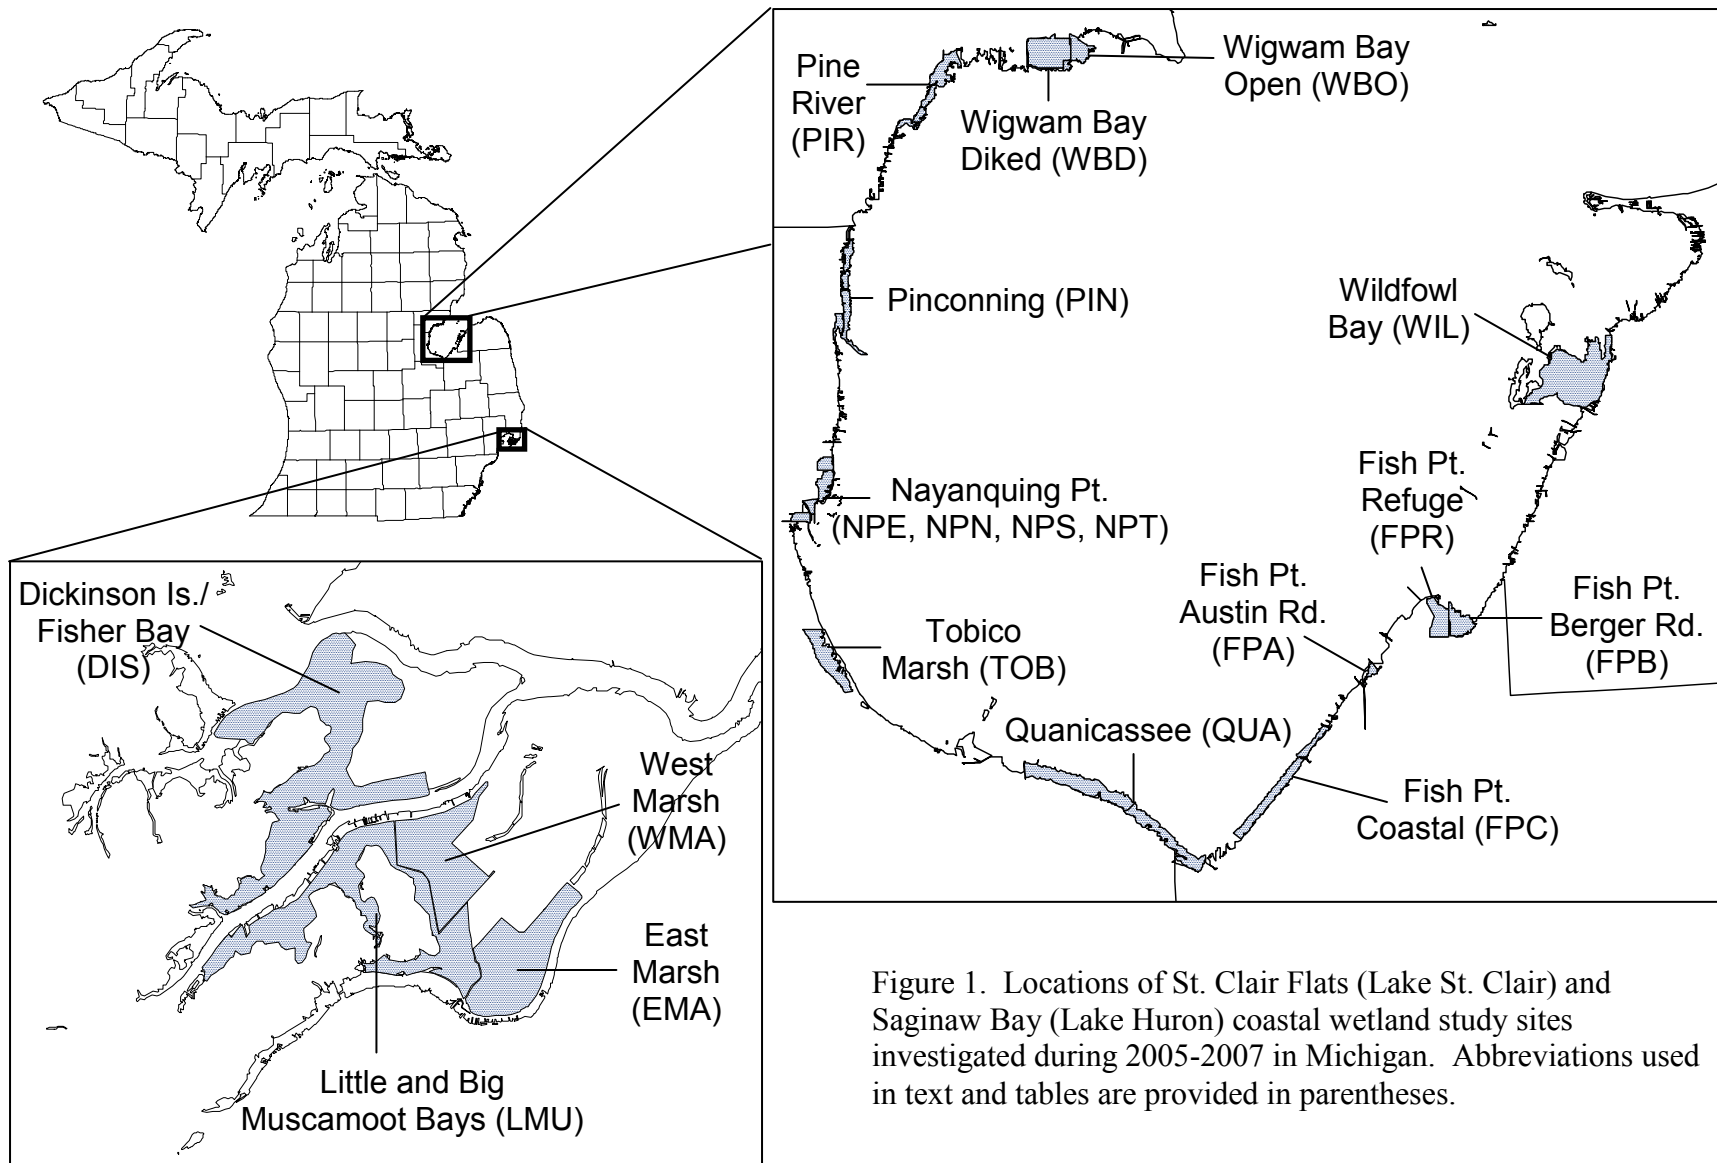 Pine
River
(PIR)
Wigwam Bay
Diked (WBD)
Wigwam Bay
Open (WBO)
Pinconning (PIN)
Wildfowl
Bay (WIL)
Nayanquing Pt.
(NPE, NPN, NPS, NPT)
Fish Pt.
Refuge
(FPR)
Fish Pt.
Austin Rd.
(FPA)
Fish Pt.
Berger Rd.
(FPB)
Tobico
Marsh (TOB)
Quanicassee (QUA)
Fish Pt.
Coastal (FPC)
Dickinson Is./
Fisher Bay
(DIS)
West
Marsh
(WMA)
East
Marsh
(EMA)
Little and Big
Muscamoot Bays (LMU)
Figure 1.  Locations of St. Clair Flats (Lake St. Clair) and
Saginaw Bay (Lake Huron) coastal wetland study sites
investigated during 2005-2007 in Michigan.  Abbreviations used
in text and tables are provided in parentheses.